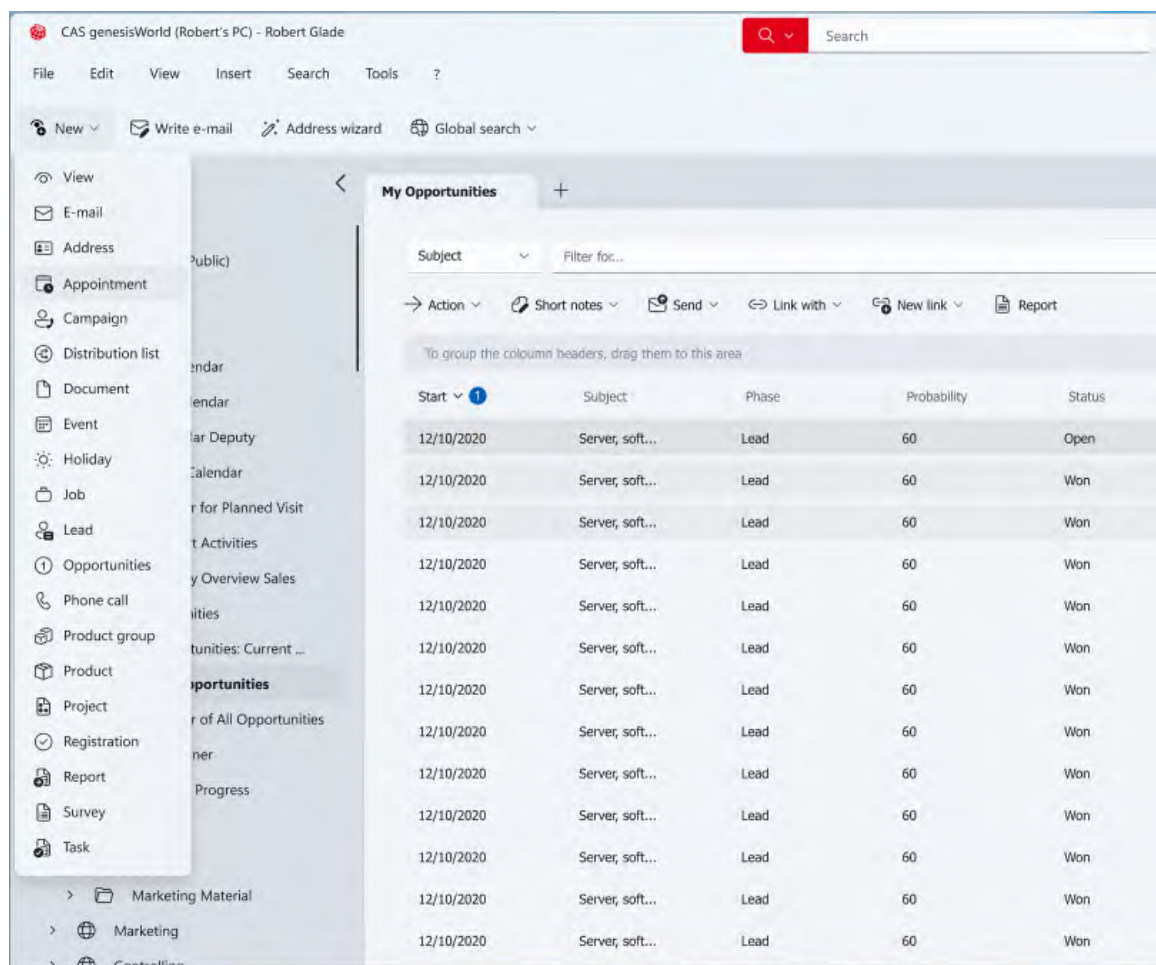 CAS genesisWorld (Robert's PC) - Robert Glade
Search
File Edit View Insert Search Tools ?
New Write e-mail Address wizard Global search
View
E-mail
Address
Appointment
Campaign
Distribution list
Document
Event
Holiday
Job
Lead
Opportunities
Phone call
Product group
Product
Project
Registration
Report
Survey
Task
Public)
endar
lendar
ar Deputy
Calendar
r for Planned Visit
t Activities
y Overview Sales
ities
tunities: Current ...
pportunities
r of All Opportunities
ner
Progress
Marketing Material
Marketing
Controlling
My Opportunities +
Subject Filter for...
Action Short notes Send Link with New link Report
To group the coloumn headers, drag them to this area
Start 1 Subject Phase Probability Status
12/10/2020 Server, soft... Lead 60 Open
12/10/2020 Server, soft... Lead 60 Won
12/10/2020 Server, soft... Lead 60 Won
12/10/2020 Server, soft... Lead 60 Won
12/10/2020 Server, soft... Lead 60 Won
12/10/2020 Server, soft... Lead 60 Won
12/10/2020 Server, soft... Lead 60 Won
12/10/2020 Server, soft... Lead 60 Won
12/10/2020 Server, soft... Lead 60 Won
12/10/2020 Server, soft... Lead 60 Won
12/10/2020 Server, soft... Lead 60 Won
12/10/2020 Server, soft... Lead 60 Won
12/10/2020 Server, soft... Lead 60 Won